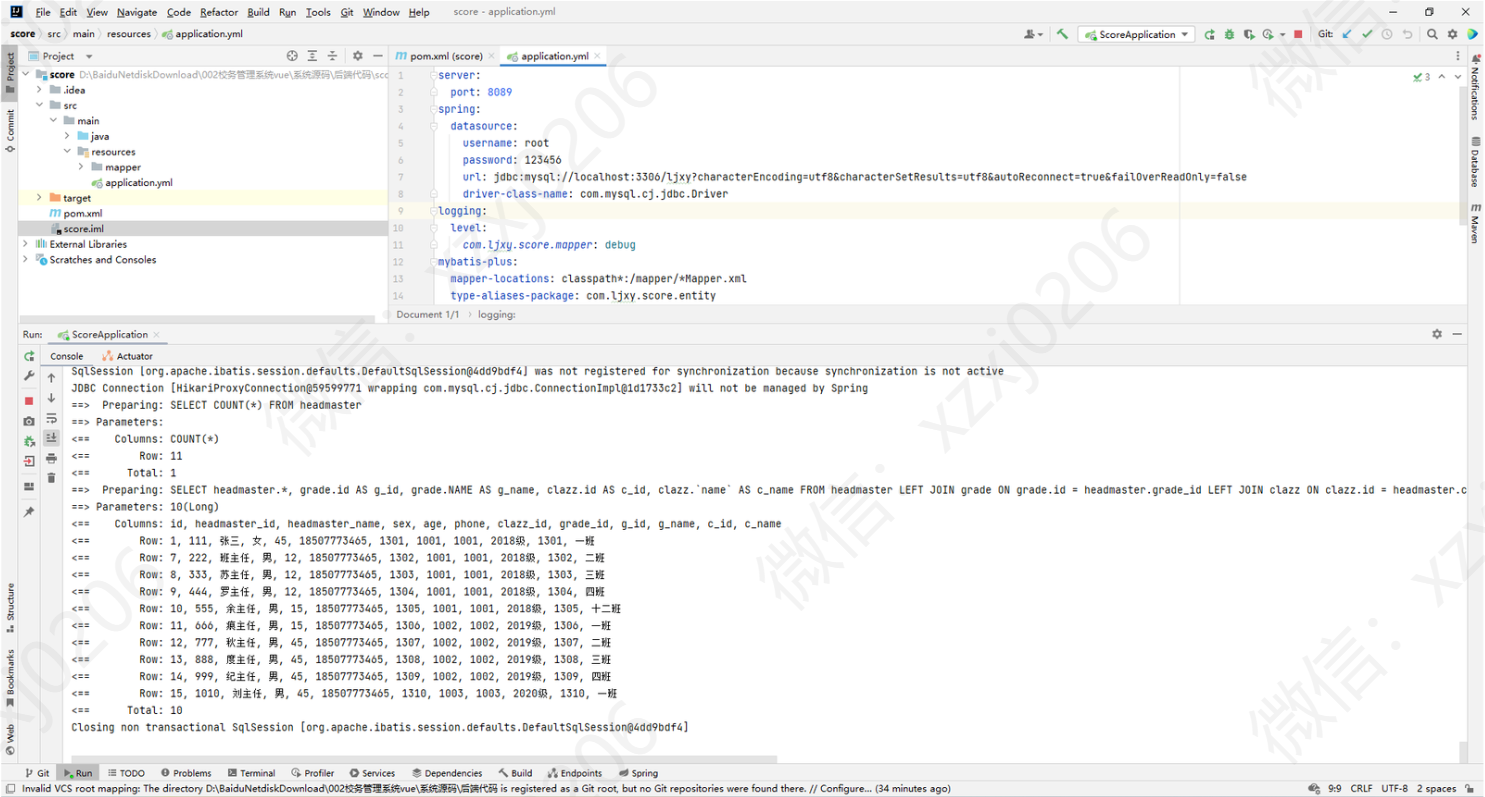 File Edit View Navigate Code Refactor Build Run Tools Git Window Help score - application.yml
score src main resources application.yml ScoreApplication Git:
Project pom.xml (score) application.yml
score D:\BaiduNetdiskDownload\002校务管理系统vue\系统源码\后端代码\sco
.idea
src
main
java
resources
mapper
application.yml
target
pom.xml
score.iml
External Libraries
Scratches and Consoles
1 server:
2 port: 8089
3 spring:
4 datasource:
5 username: root
6 password: 123456
7 url: jdbc:mysql://localhost:3306/ljxy?characterEncoding=utf8&characterSetResults=utf8&autoReconnect=true&failOverReadOnly=false
8 driver-class-name: com.mysql.cj.jdbc.Driver
9 logging:
10 level:
11 com.ljxy.score.mapper: debug
12 mybatis-plus:
13 mapper-locations: classpath*:/mapper/*Mapper.xml
14 type-aliases-package: com.ljxy.score.entity
3
Document 1/1 logging:
Project
Commit
Structure
Bookmarks
Web
Notifications
Database
Maven
Run: ScoreApplication
Console Actuator
SqlSession [org.apache.ibatis.session.defaults.DefaultSqlSession@4dd9bdf4] was not registered for synchronization because synchronization is not active
JDBC Connection [HikariProxyConnection@59599771 wrapping com.mysql.cj.jdbc.ConnectionImpl@1d1733c2] will not be managed by Spring
==> Preparing: SELECT COUNT(*) FROM headmaster
==> Parameters:
<== Columns: COUNT(*)
<== Row: 11
<== Total: 1
==> Preparing: SELECT headmaster.*, grade.id AS g_id, grade.NAME AS g_name, clazz.id AS c_id, clazz.`name` AS c_name FROM headmaster LEFT JOIN grade ON grade.id = headmaster.grade_id LEFT JOIN clazz ON clazz.id = headmaster.c
==> Parameters: 10(Long)
<== Columns: id, headmaster_id, headmaster_name, sex, age, phone, clazz_id, grade_id, g_id, g_name, c_id, c_name
<== Row: 1, 111, 张三, 女, 45, 18507773465, 1301, 1001, 1001, 2018级, 1301, 一班
<== Row: 7, 222, 班主任, 男, 12, 18507773465, 1302, 1001, 1001, 2018级, 1302, 二班
<== Row: 8, 333, 苏主任, 男, 12, 18507773465, 1303, 1001, 1001, 2018级, 1303, 三班
<== Row: 9, 444, 罗主任, 男, 12, 18507773465, 1304, 1001, 1001, 2018级, 1304, 四班
<== Row: 10, 555, 余主任, 男, 15, 18507773465, 1305, 1001, 1001, 2018级, 1305, 十二班
<== Row: 11, 666, 主任, 男, 15, 18507773465, 1306, 1002, 1002, 2019级, 1306, 一班
<== Row: 12, 777, 秋主任, 男, 45, 18507773465, 1307, 1002, 1002, 2019级, 1307, 二班
<== Row: 13, 888, 度主任, 男, 45, 18507773465, 1308, 1002, 1002, 2019级, 1308, 三班
<== Row: 14, 999, 纪主任, 男, 45, 18507773465, 1309, 1002, 1002, 2019级, 1309, 四班
<== Row: 15, 1010, 刘主任, 男, 45, 18507773465, 1310, 1003, 1003, 2020级, 1310, 一班
<== Total: 10
Closing non transactional SqlSession [org.apache.ibatis.session.defaults.DefaultSqlSession@4dd9bdf4]
Git Run TODO Problems Terminal Profiler Services Dependencies Build Endpoints Spring
Invalid VCS root mapping: The directory D:\BaiduNetdiskDownload\002校务管理系统vue\系统源码\后端代码 is registered as a Git root, but no Git repositories were found there. // Configure... (34 minutes ago) 9:9 CRLF UTF-8 2 spaces
微信：xzxj0206